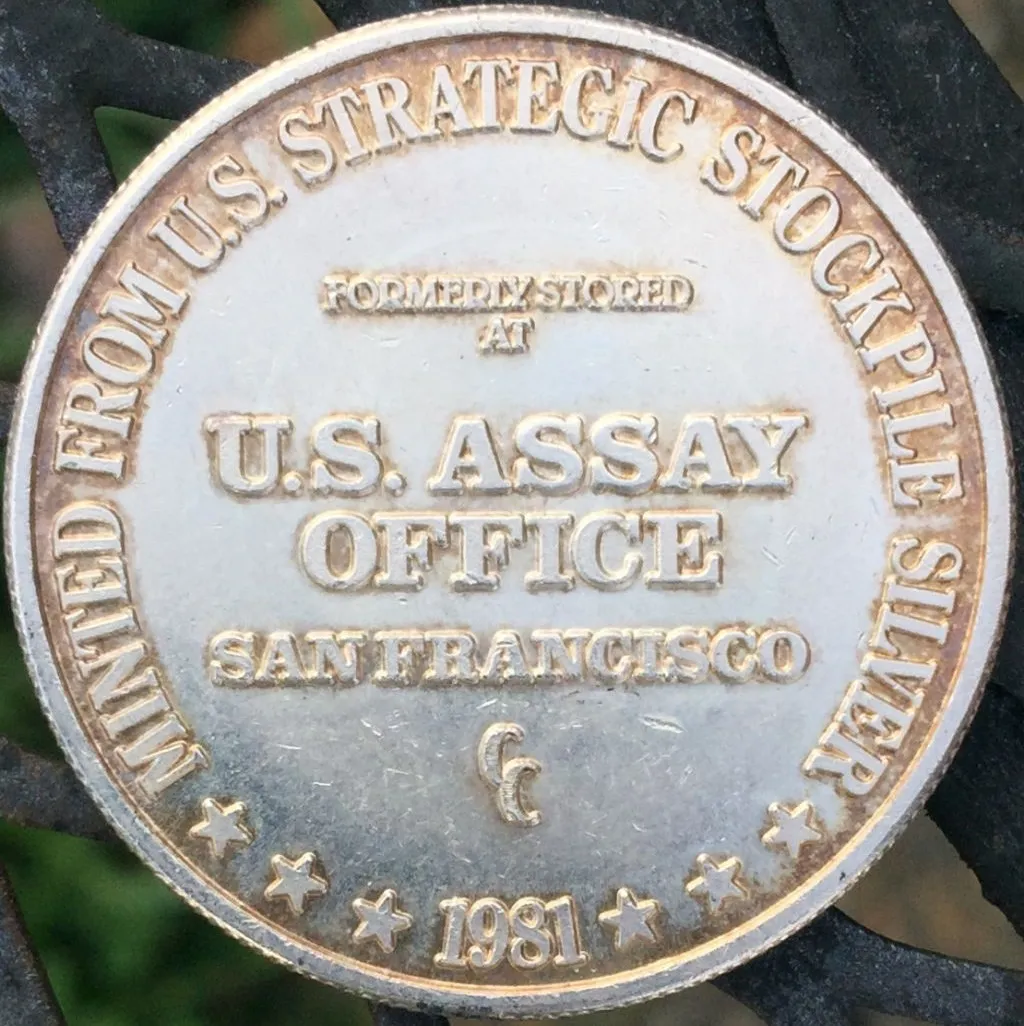 MINTED FROM U.S. STRATEGIC STOCKPILE SILVER
FORMERLY STORED
AT
U.S. ASSAY
OFFICE
SAN FRANCISCO
CC
1981